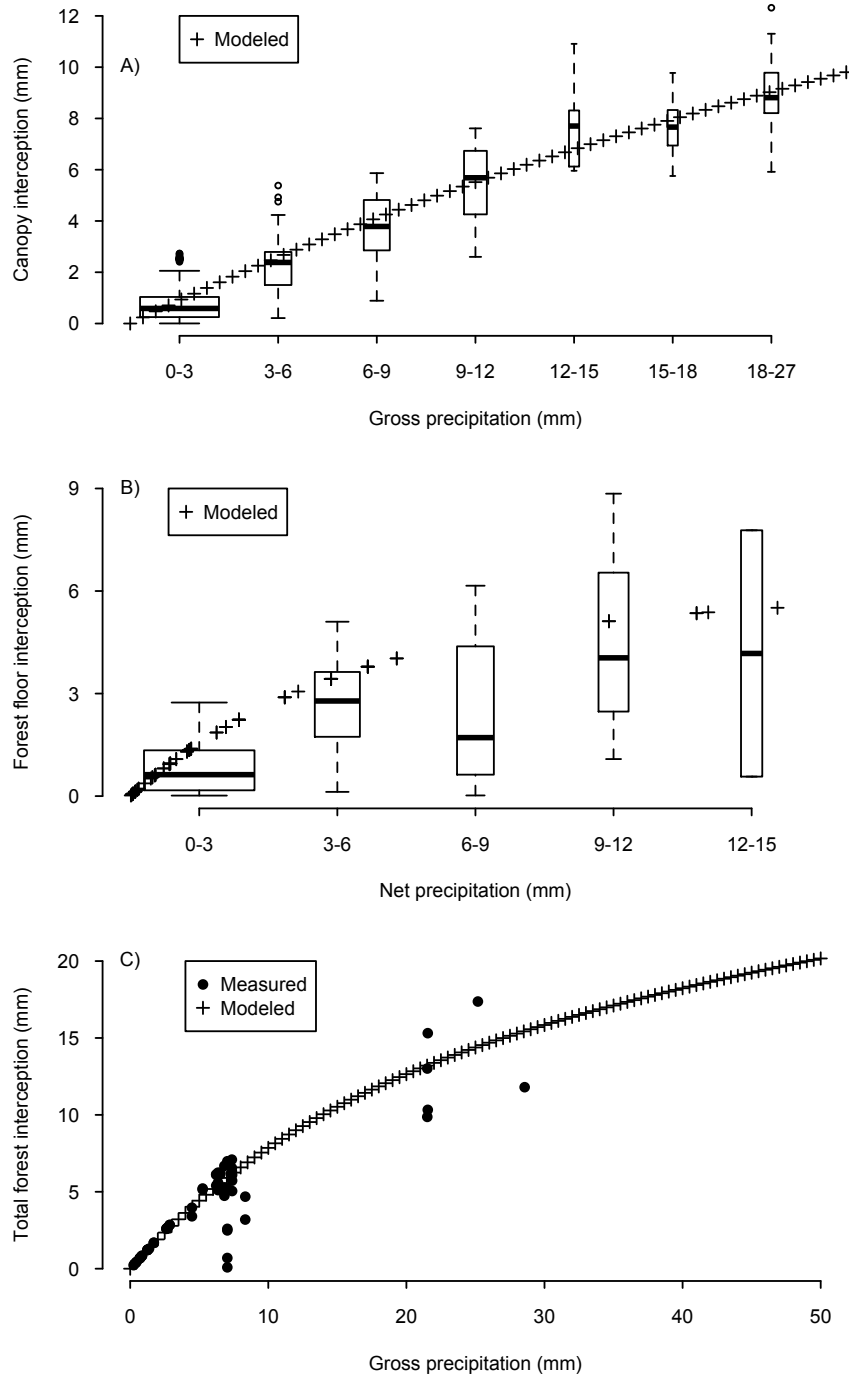 12
10
8
6
4
2
0
Canopy interception (mm)
A)
Modeled
0-3 3-6 6-9 9-12 12-15 15-18 18-27
Gross precipitation (mm)
9
6
3
0
Forest floor interception (mm)
B)
Modeled
0-3 3-6 6-9 9-12 12-15
Net precipitation (mm)
20
15
10
5
0
Total forest interception (mm)
C)
Measured
Modeled
0 10 20 30 40 50
Gross precipitation (mm)